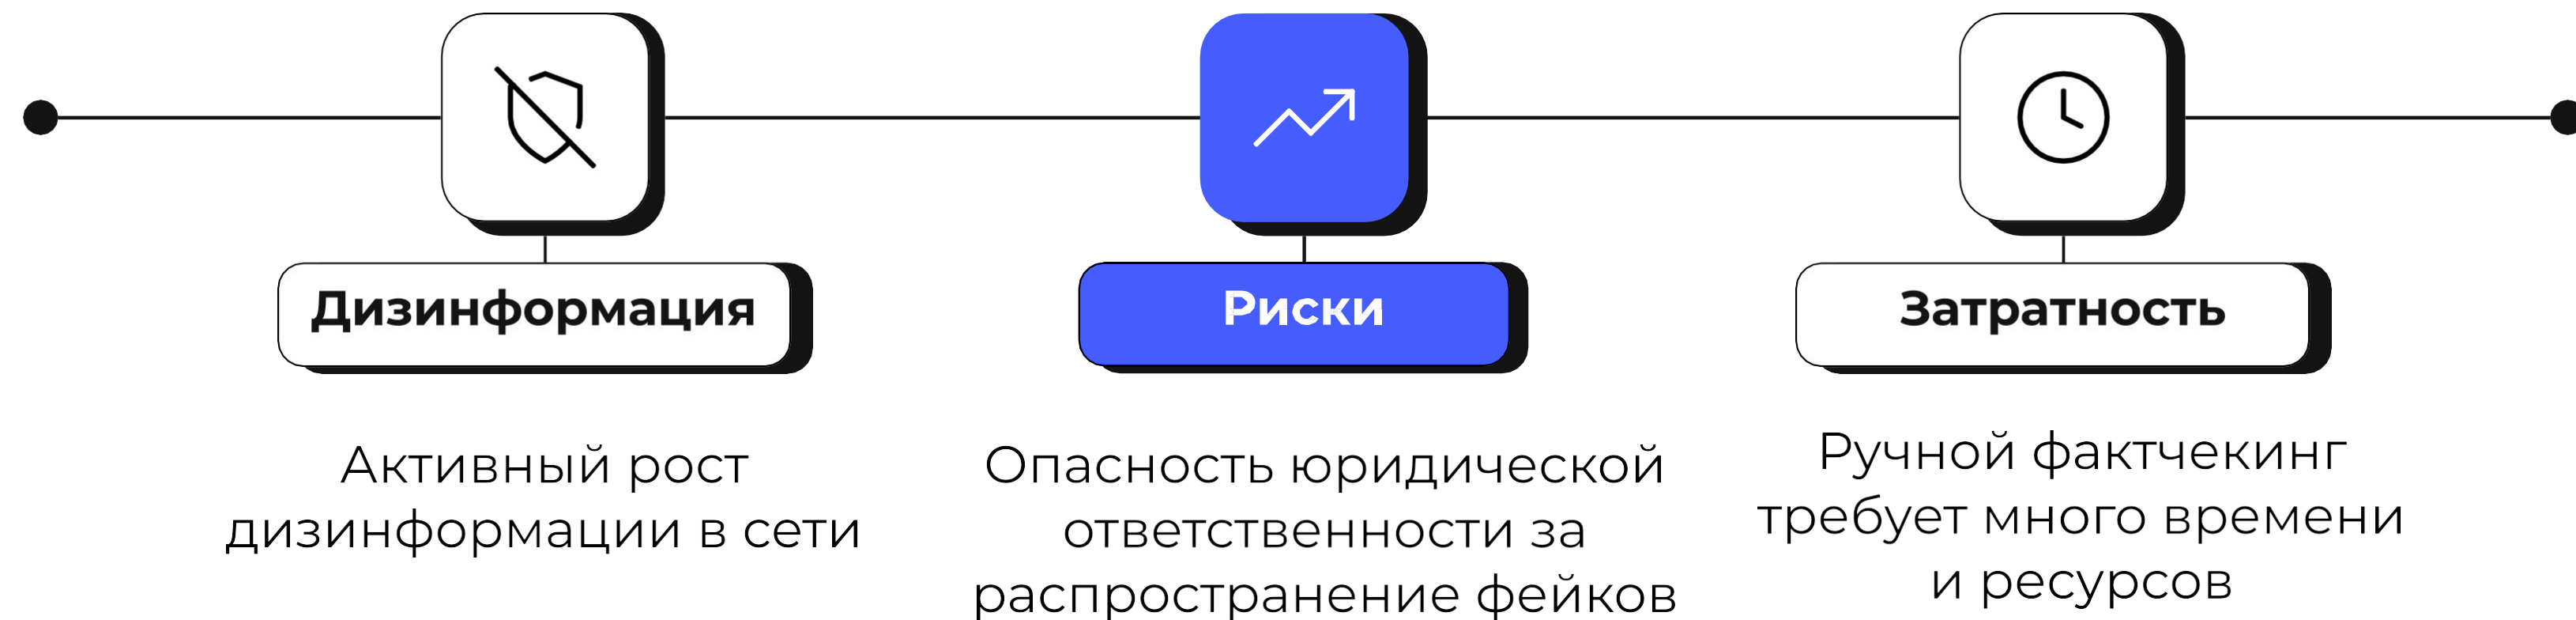 Дизинформация
Риски
Затратность
Активный рост
дизинформации в сети
Опасность юридической
ответственности за
распространение фейков
Ручной фактчекинг
требует много времени
и ресурсов